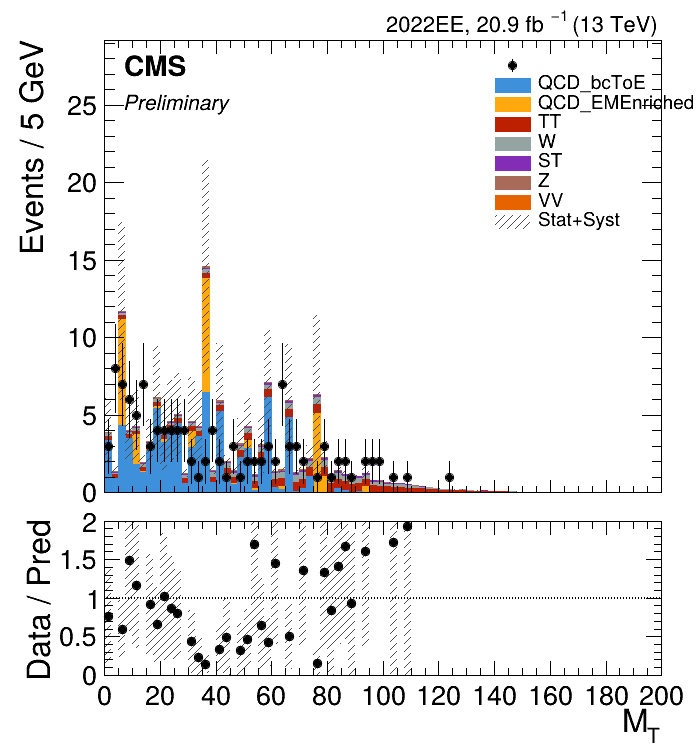 2022EE, 20.9 fb⁻¹ (13 TeV)
CMS
Preliminary
Events / 5 GeV
25
20
15
10
5
0
QCD_bcToE
QCD_EMEnriched
TT
W
ST
Z
VV
Stat+Syst
Data / Pred
2
1.5
1
0.5
0
0 20 40 60 80 100 120 140 160 180 200
M_T